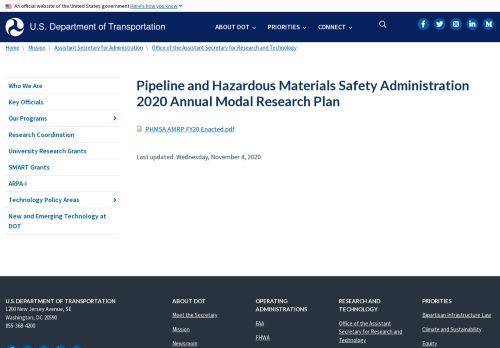 An official website of the United States government Here's how you know
U.S. Department of Transportation
ABOUT DOT
PRIORITIES
CONNECT
Home \ Mission \ Assistant Secretary for Administration \ Office of the Assistant Secretary for Research and Technology
Who We Are
Key Officials
Our Programs
Research Coordination
University Research Grants
SMART Grants
ARPA-I
Technology Policy Areas
New and Emerging Technology at
DOT
Pipeline and Hazardous Materials Safety Administration
2020 Annual Modal Research Plan
PHMSA AMRP FY20 Enacted.pdf
Last updated: Wednesday, November 4, 2020
U.S. DEPARTMENT OF TRANSPORTATION
1200 New Jersey Avenue, SE
Washington, DC 20590
855-368-4200
ABOUT DOT
Meet the Secretary
Mission
Newsroom
OPERATING
ADMINISTRATIONS
FAA
FHWA
RESEARCH AND
TECHNOLOGY
Office of the Assistant
Secretary for Research and
Technology
PRIORITIES
Bipartisan Infrastructure Law
Climate and Sustainability
Equity